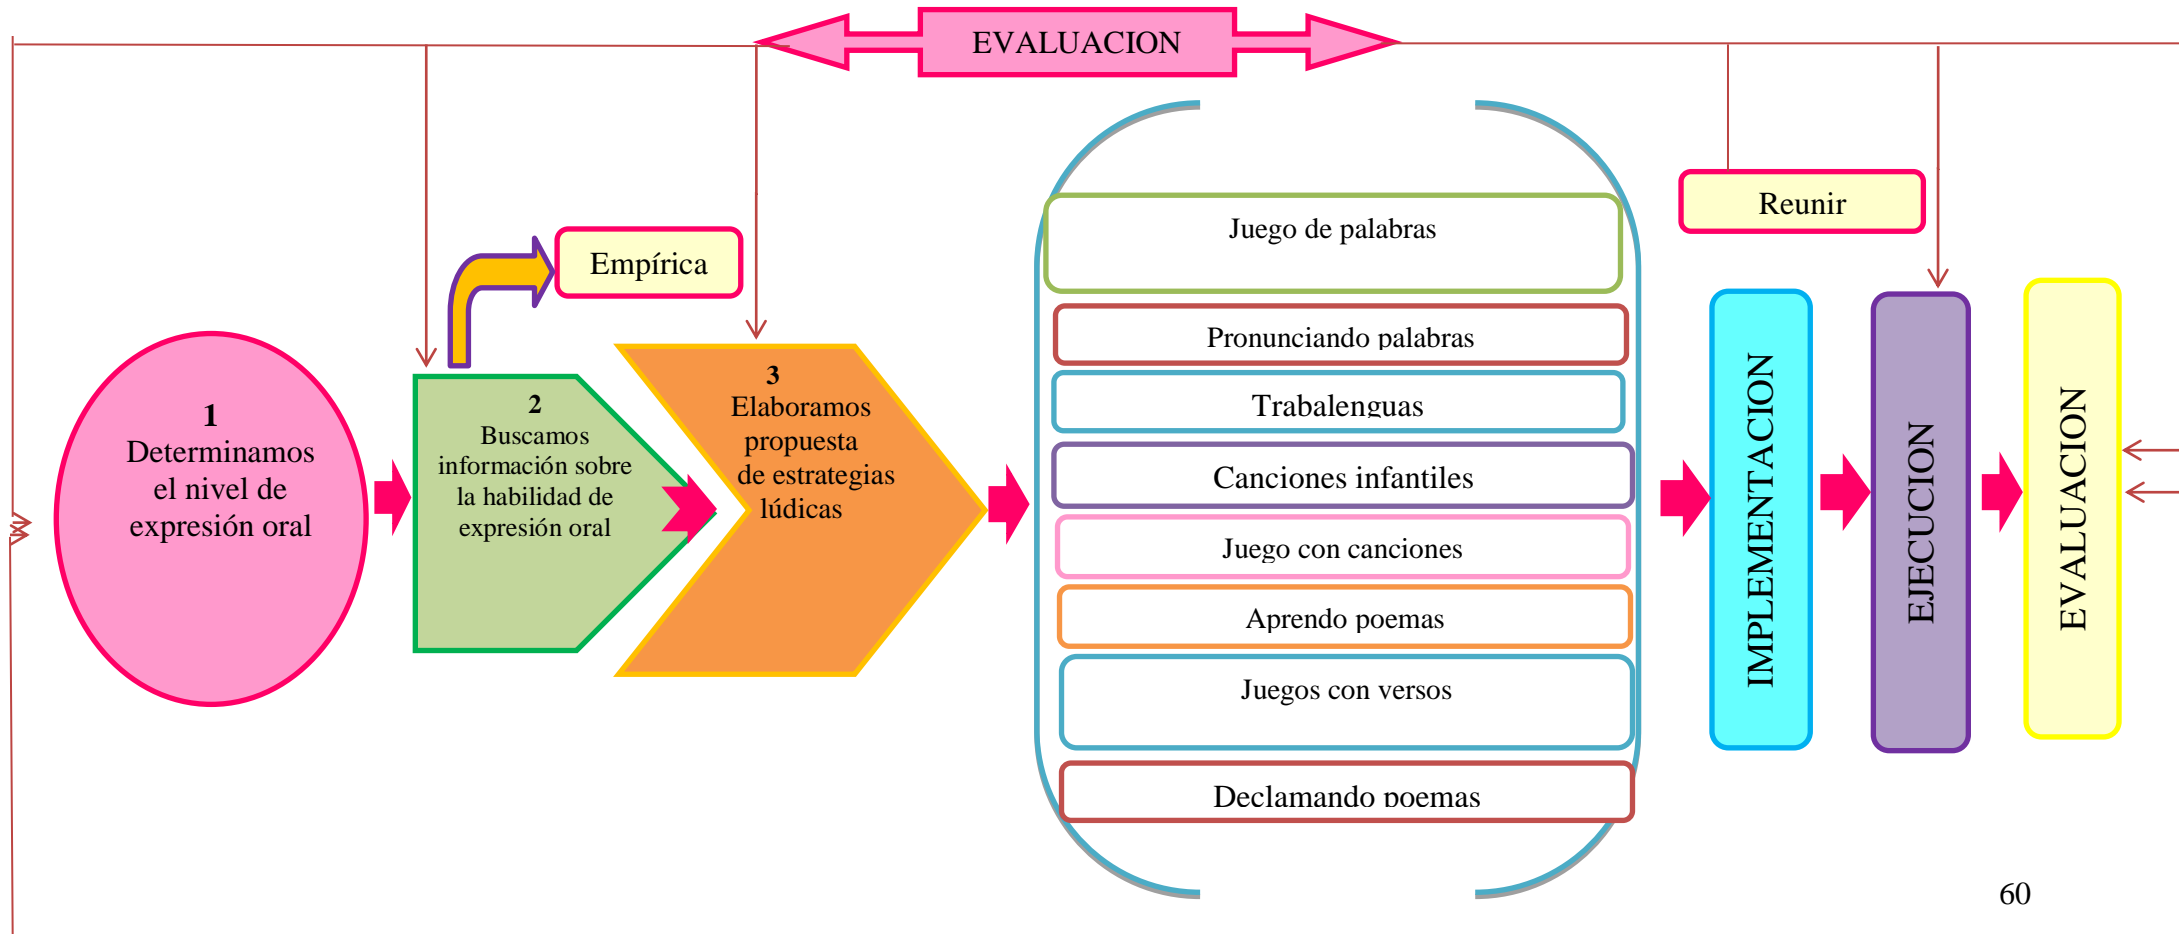 EVALUACION
Reunir
Empírica
1
Determinamos
el nivel de
expresión oral
2
Buscamos
información sobre
la habilidad de
expresión oral
3
Elaboramos
propuesta
de estrategias
lúdicas
Juego de palabras
Pronunciando palabras
Trabalenguas
Canciones infantiles
Juego con canciones
Aprendo poemas
Juegos con versos
Declamando poemas
IMPLEMENTACION
EJECUCION
EVALUACION
60